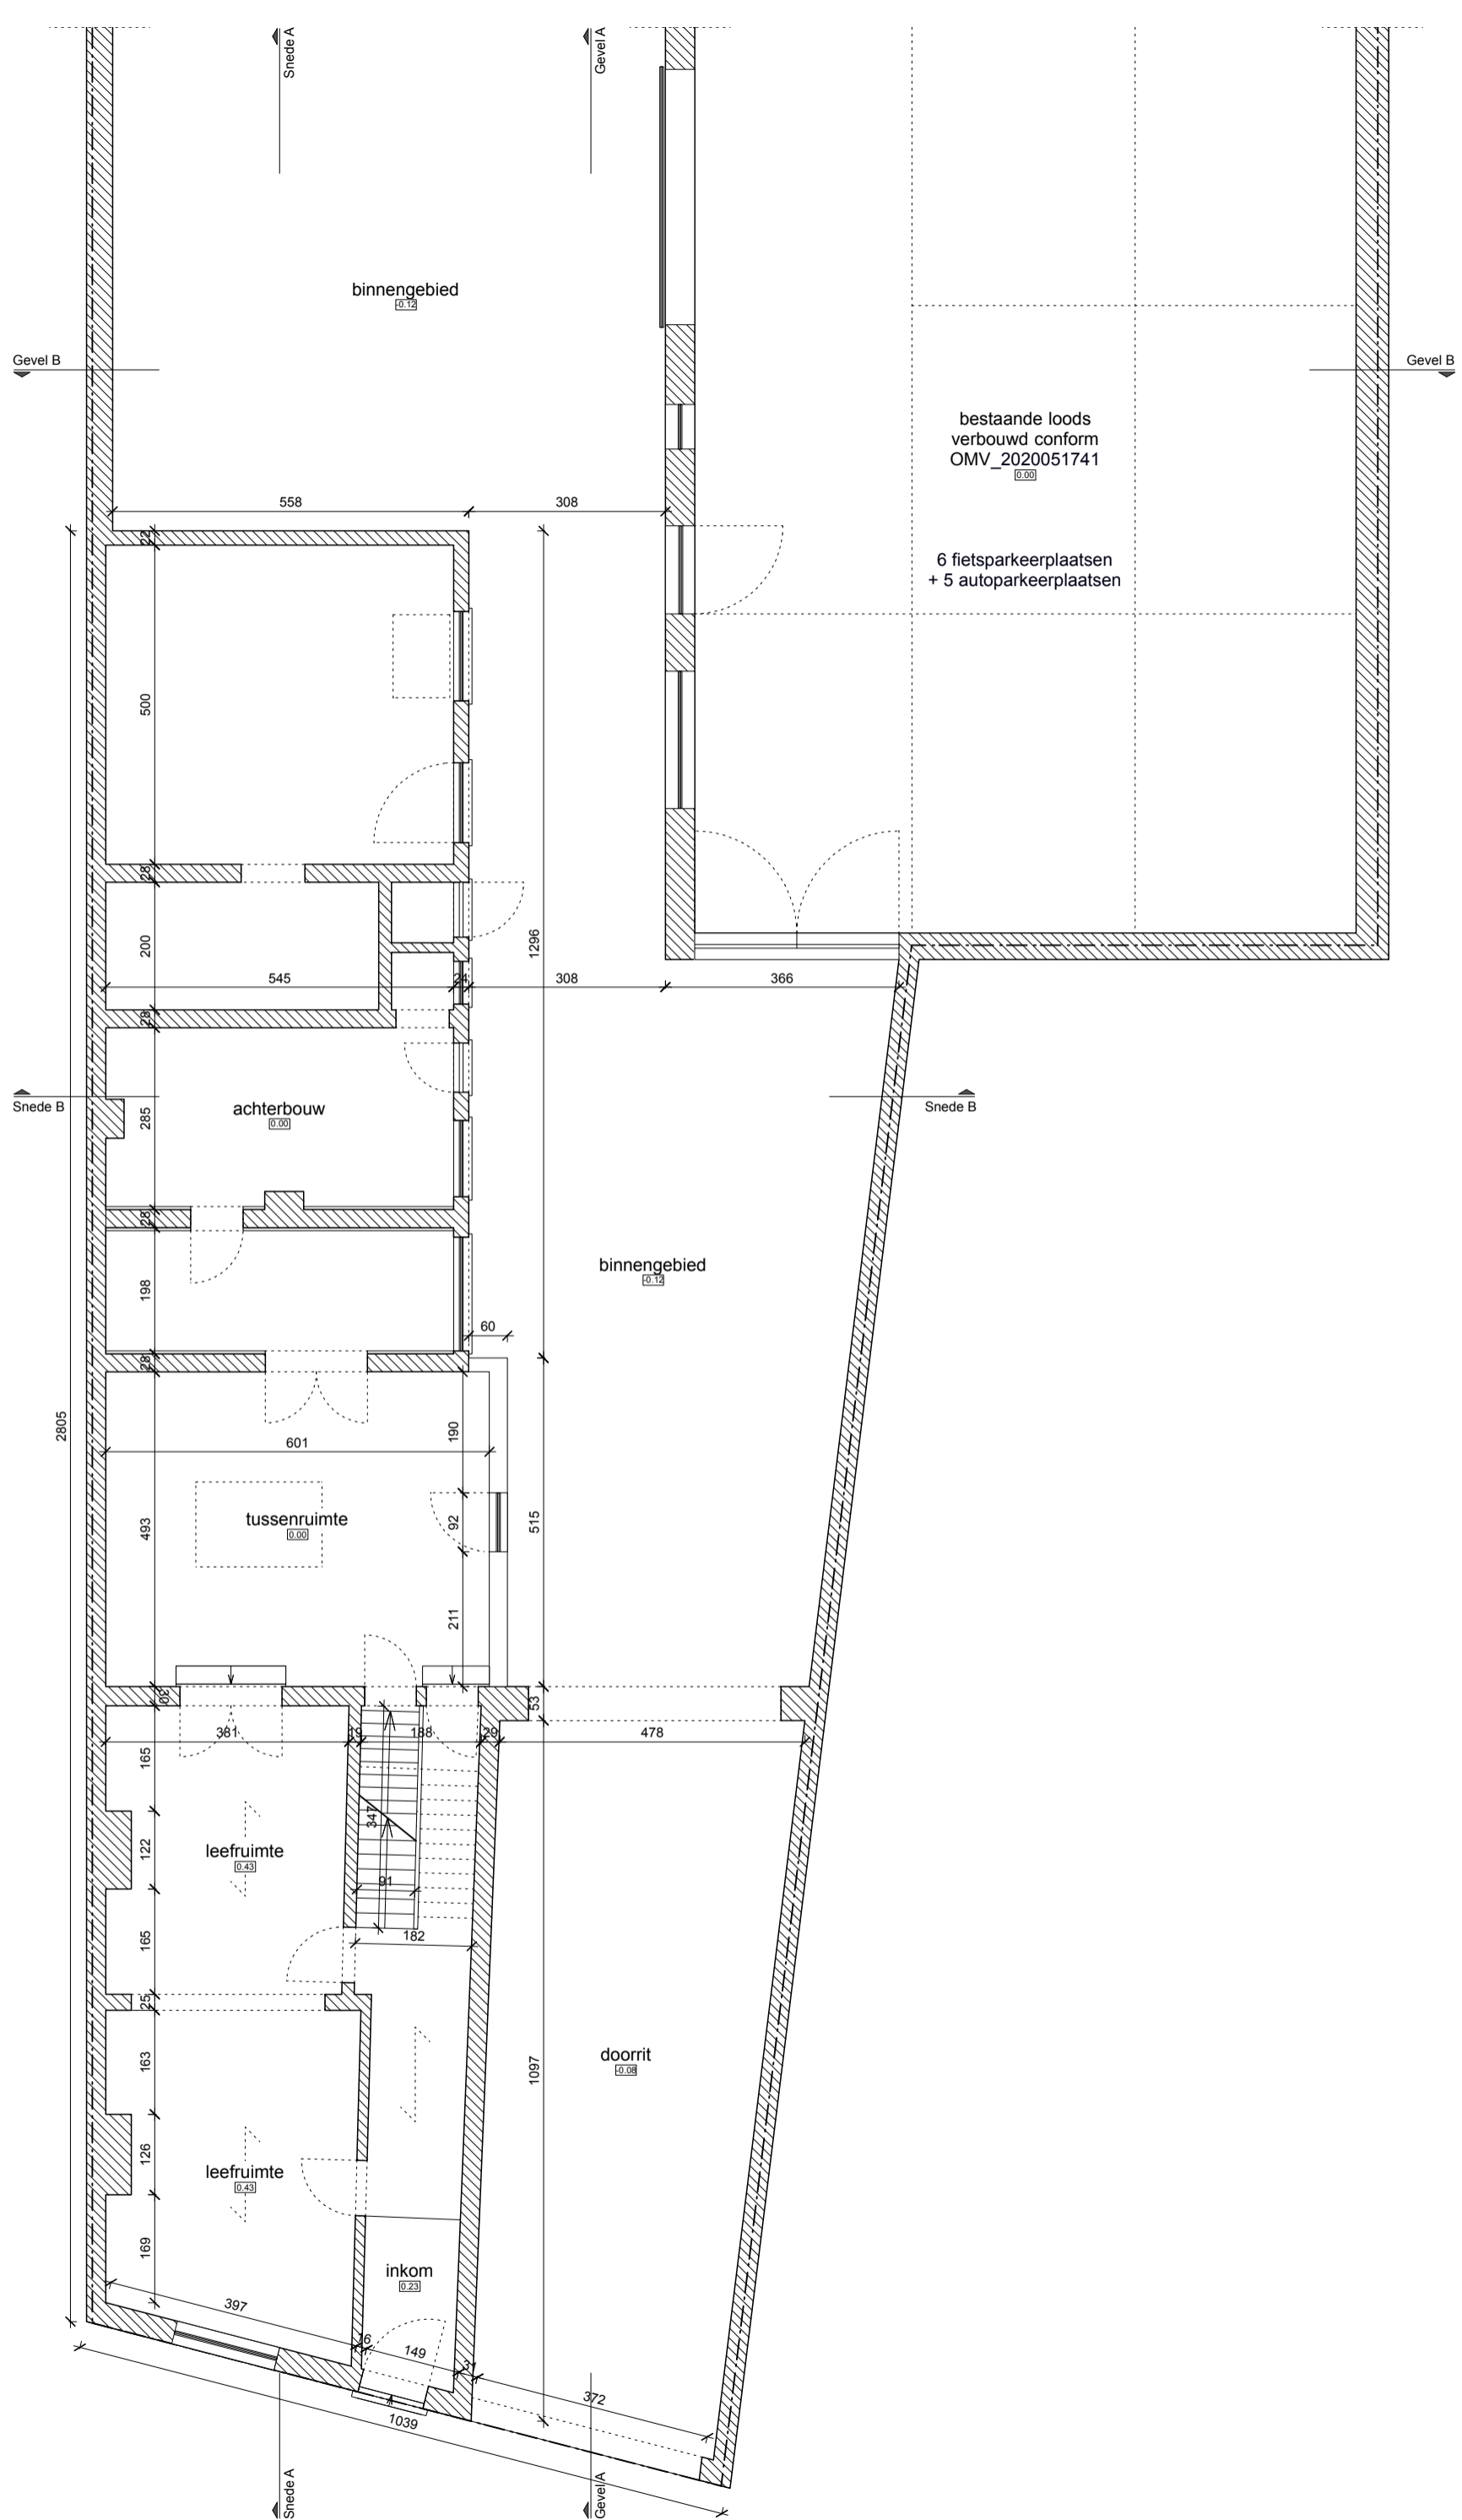 Snede A
Gevel A
binnengebied
-0.12
Gevel B
Gevel B
bestaande loods
verbouwd conform
OMV_2020051741
0.00
558
308
22
6 fietsparkeerplaatsen
+ 5 autoparkeerplaatsen
500
28
200
1296
545
24
308
366
28
Snede B
Snede B
achterbouw
0.00
285
28
binnengebied
-0.12
198
60
28
2805
190
601
493
tussenruimte
0.00
92
515
211
30
53
381
19
188
29
478
165
347
122
leefruimte
0.43
91
165
182
25
163
1097
doorrit
-0.08
126
leefruimte
0.43
169
inkom
0.23
397
16
149
31
372
1039
Snede A
Gevel A